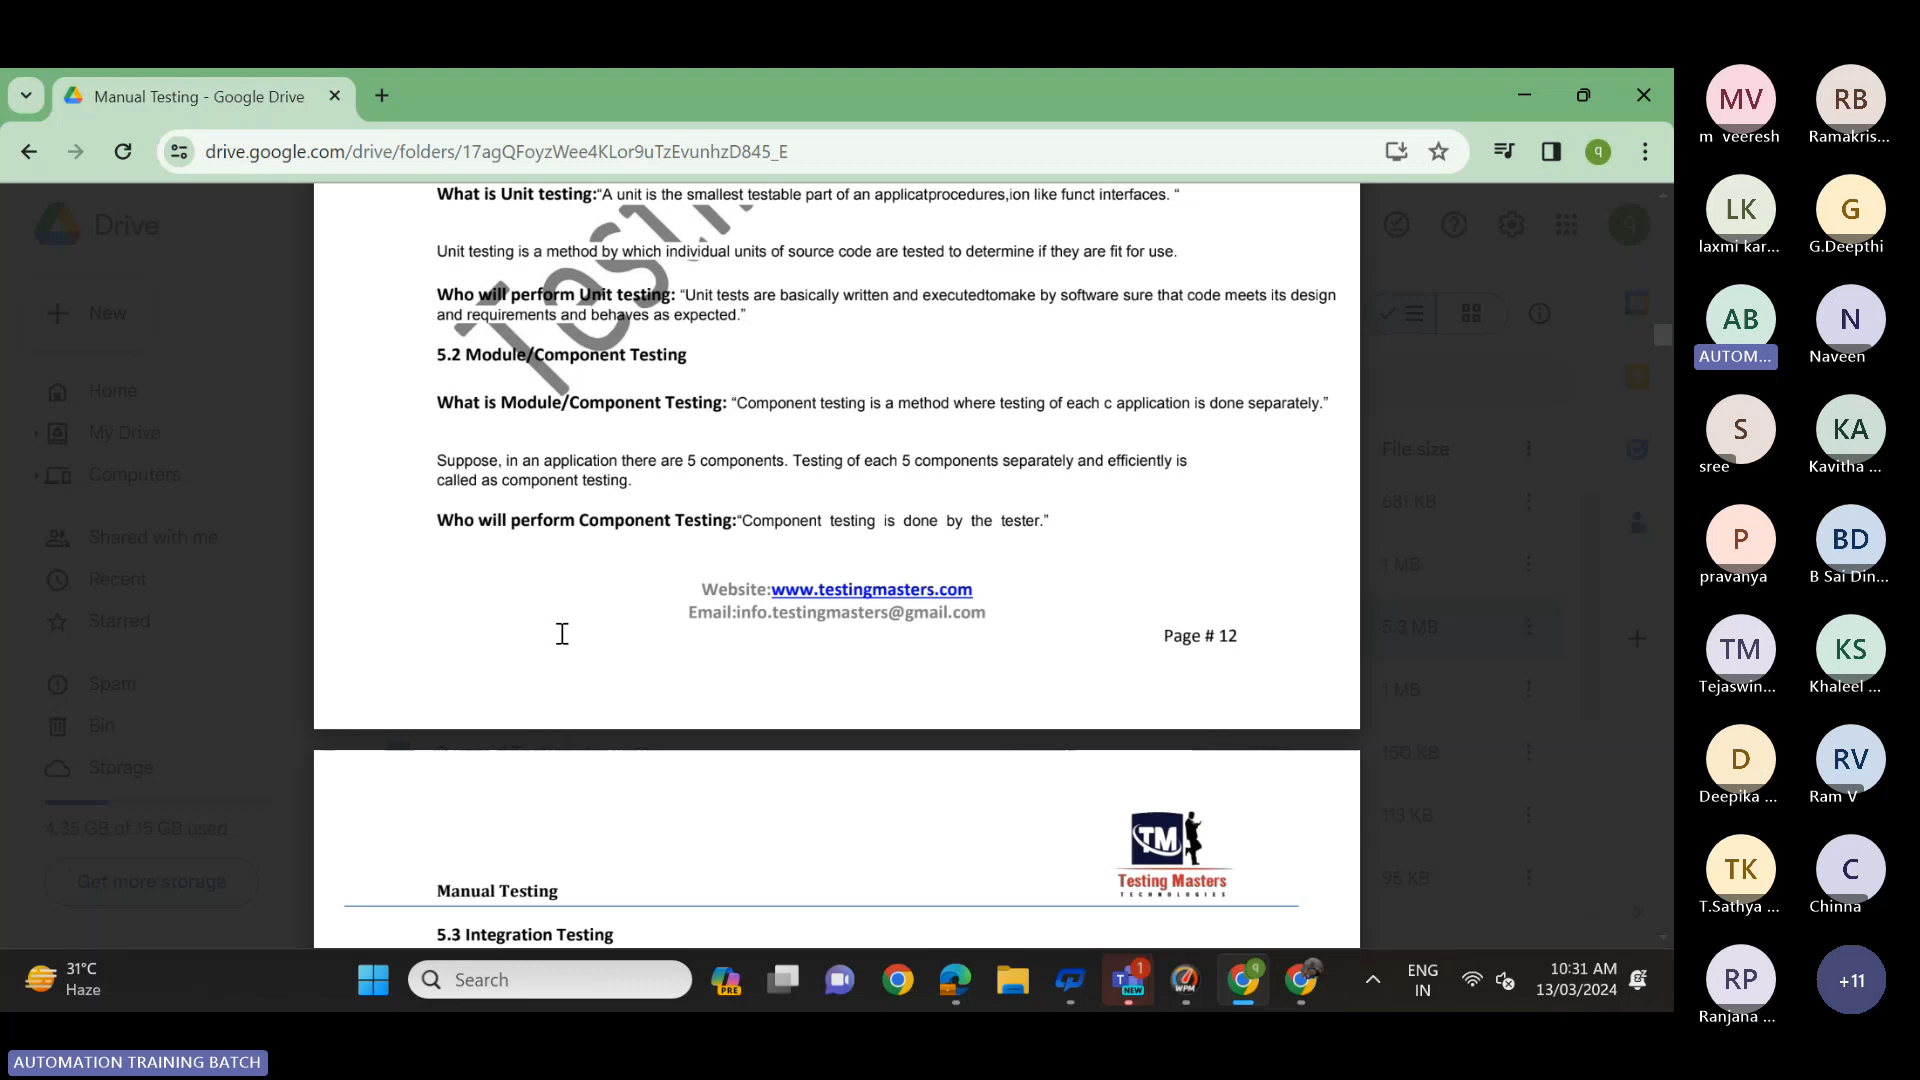 Manual Testing - Google Drive
drive.google.com/drive/folders/17agQFoyzWee4KLor9uTzEvunhzD845_E
q
Drive
New
Home
My Drive
Computers
Shared with me
Recent
Starred
Spam
Bin
Storage
4.35 GB of 15 GB used
Get more storage
What is Unit testing:“A unit is the smallest testable part of an applicatprocedures,ion like funct interfaces. “
Unit testing is a method by which individual units of source code are tested to determine if they are fit for use.
Who will perform Unit testing: “Unit tests are basically written and executedtomake by software sure that code meets its design
and requirements and behaves as expected.”
5.2 Module/Component Testing
What is Module/Component Testing: “Component testing is a method where testing of each c application is done separately.”
Suppose, in an application there are 5 components. Testing of each 5 components separately and efficiently is
called as component testing.
Who will perform Component Testing:“Component testing is done by the tester.”
Website:www.testingmasters.com
Email:info.testingmasters@gmail.com
Page # 12
TM
Testing Masters
TECHNOLOGIES
Manual Testing
5.3 Integration Testing
q
File size
681 KB
1 MB
5.3 MB
1 MB
150 KB
113 KB
95 KB
MV
m veeresh
RB
Ramakris...
LK
laxmi kar...
G
G.Deepthi
AB
AUTOM...
N
Naveen
S
sree
KA
Kavitha ...
P
pravanya
BD
B Sai Din...
TM
Tejaswin...
KS
Khaleel ...
D
Deepika ...
RV
Ram V
TK
T.Sathya ...
C
Chinna
RP
Ranjana ...
+11
31°C
Haze
Search
PRE
1
NEW
WPM
q
ENG
IN
10:31 AM
13/03/2024
AUTOMATION TRAINING BATCH